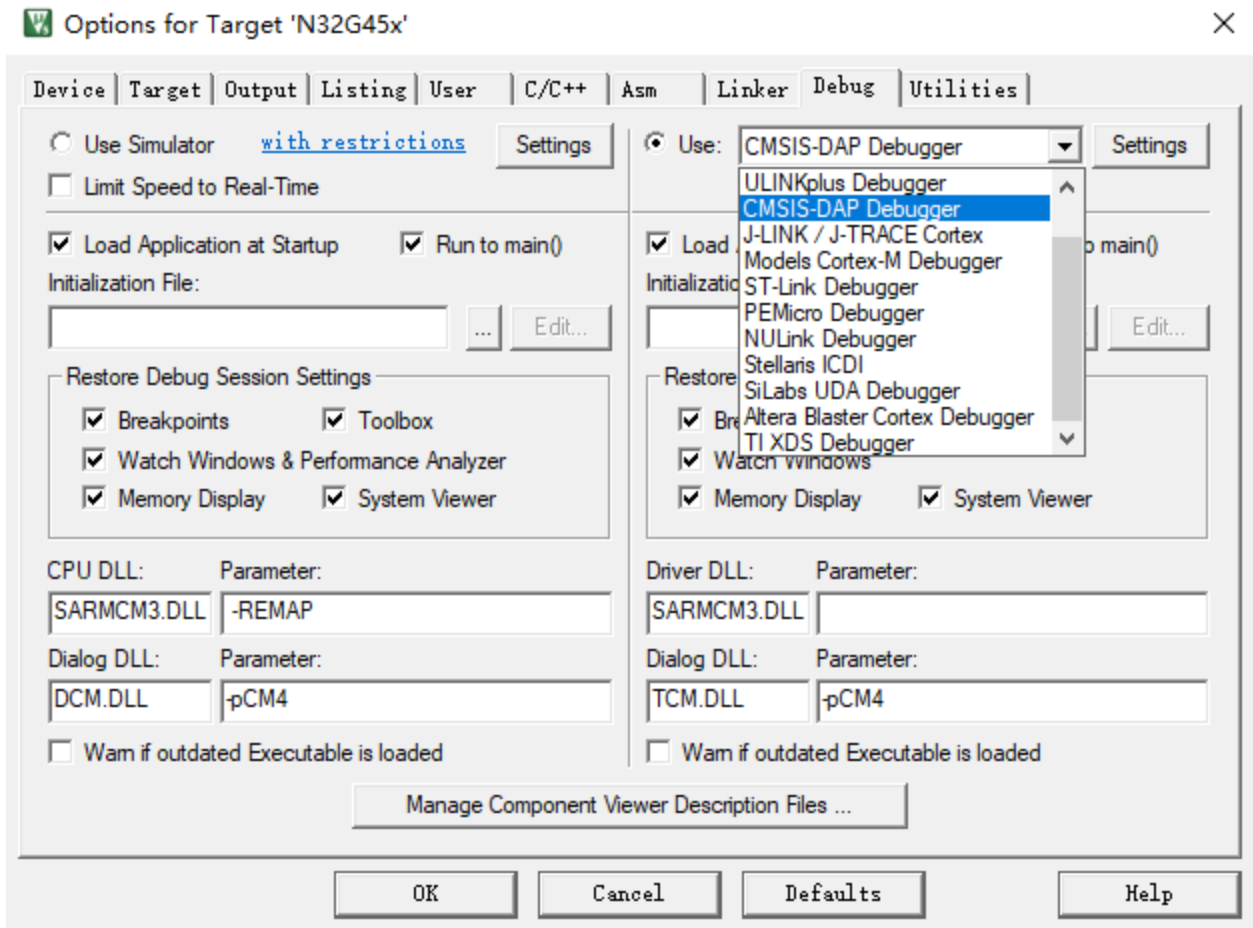 Options for Target 'N32G45x'
Device Target Output Listing User C/C++ Asm Linker Debug Utilities
Use Simulator with restrictions Settings Use: CMSIS-DAP Debugger Settings
Limit Speed to Real-Time
ULINKplus Debugger
CMSIS-DAP Debugger
J-LINK / J-TRACE Cortex
Models Cortex-M Debugger
ST-Link Debugger
PEMicro Debugger
NULink Debugger
Stellaris ICDI
SiLabs UDA Debugger
Altera Blaster Cortex Debugger
TI XDS Debugger
Load Application at Startup Run to main() Load main()
Initialization File:
... Edit... Edit...
Restore Debug Session Settings Restore
Breakpoints Toolbox
Watch Windows & Performance Analyzer Watch Windows
Memory Display System Viewer Memory Display System Viewer
CPU DLL: Parameter: Driver DLL: Parameter:
SARMCM3.DLL -REMAP SARMCM3.DLL
Dialog DLL: Parameter: Dialog DLL: Parameter:
DCM.DLL -pCM4 TCM.DLL -pCM4
Warn if outdated Executable is loaded Warn if outdated Executable is loaded
Manage Component Viewer Description Files ...
OK Cancel Defaults Help